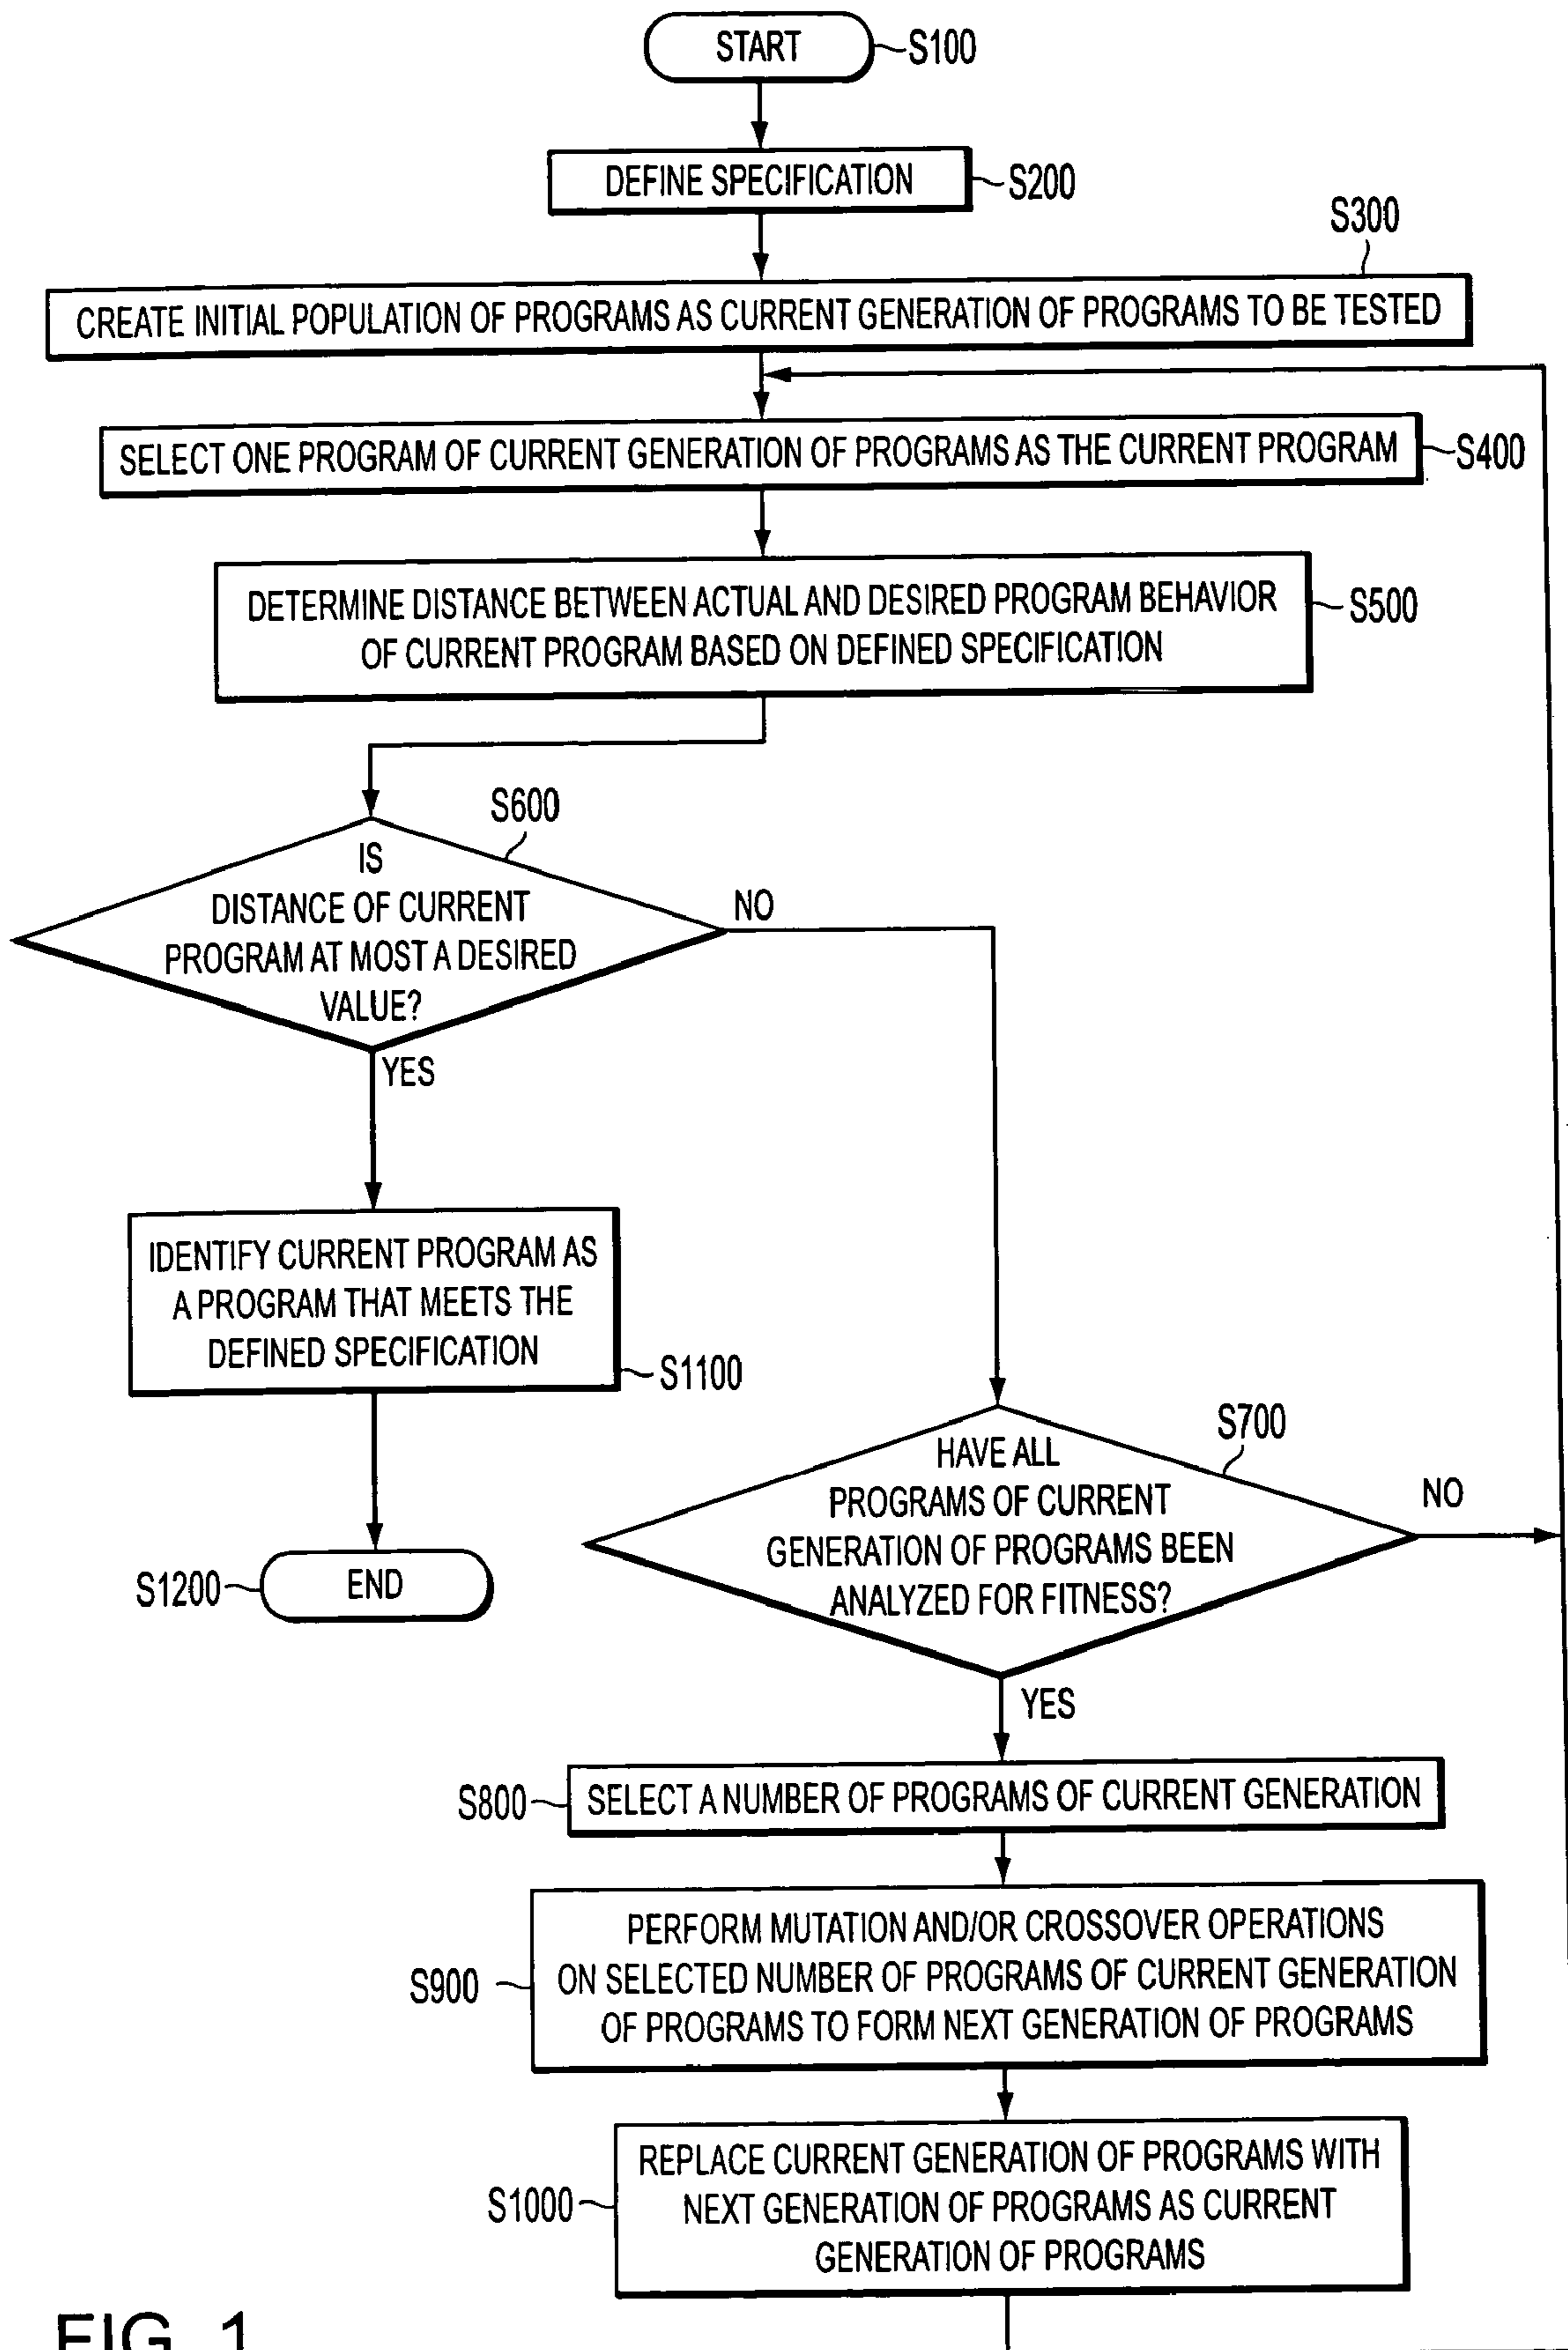 START
S100
DEFINE SPECIFICATION
S200
S300
CREATE INITIAL POPULATION OF PROGRAMS AS CURRENT GENERATION OF PROGRAMS TO BE TESTED
SELECT ONE PROGRAM OF CURRENT GENERATION OF PROGRAMS AS THE CURRENT PROGRAM
S400
DETERMINE DISTANCE BETWEEN ACTUAL AND DESIRED PROGRAM BEHAVIOR
OF CURRENT PROGRAM BASED ON DEFINED SPECIFICATION
S500
S600
IS
DISTANCE OF CURRENT
PROGRAM AT MOST A DESIRED
VALUE?
NO
YES
IDENTIFY CURRENT PROGRAM AS
A PROGRAM THAT MEETS THE
DEFINED SPECIFICATION
S1100
S1200
END
S700
HAVE ALL
PROGRAMS OF CURRENT
GENERATION OF PROGRAMS BEEN
ANALYZED FOR FITNESS?
NO
YES
S800
SELECT A NUMBER OF PROGRAMS OF CURRENT GENERATION
S900
PERFORM MUTATION AND/OR CROSSOVER OPERATIONS
ON SELECTED NUMBER OF PROGRAMS OF CURRENT GENERATION
OF PROGRAMS TO FORM NEXT GENERATION OF PROGRAMS
S1000
REPLACE CURRENT GENERATION OF PROGRAMS WITH
NEXT GENERATION OF PROGRAMS AS CURRENT
GENERATION OF PROGRAMS
FIG. 1